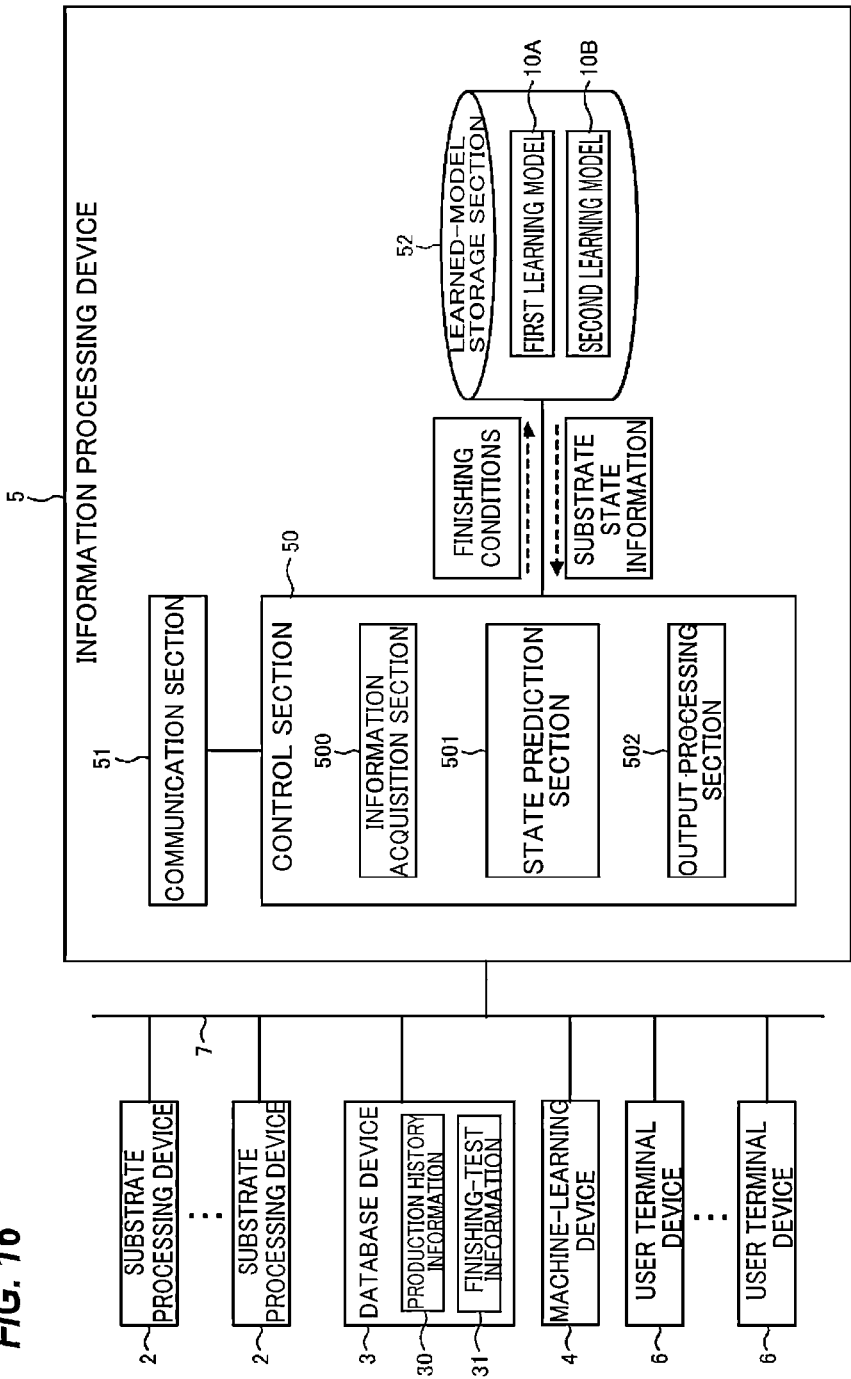 FIG. 16
SUBSTRATE
PROCESSING DEVICE
2
SUBSTRATE
PROCESSING DEVICE
2
DATABASE DEVICE
3
PRODUCTION HISTORY
INFORMATION
30
FINISHING-TEST
INFORMATION
31
MACHINE-LEARNING
DEVICE
4
USER TERMINAL
DEVICE
6
USER TERMINAL
DEVICE
6
7
5
INFORMATION PROCESSING DEVICE
51
COMMUNICATION SECTION
50
CONTROL SECTION
500
INFORMATION
ACQUISITION SECTION
501
STATE PREDICTION
SECTION
502
OUTPUT-PROCESSING
SECTION
FINISHING
CONDITIONS
SUBSTRATE
STATE
INFORMATION
52
LEARNED-MODEL
STORAGE SECTION
FIRST LEARNING MODEL
10A
SECOND LEARNING MODEL
10B